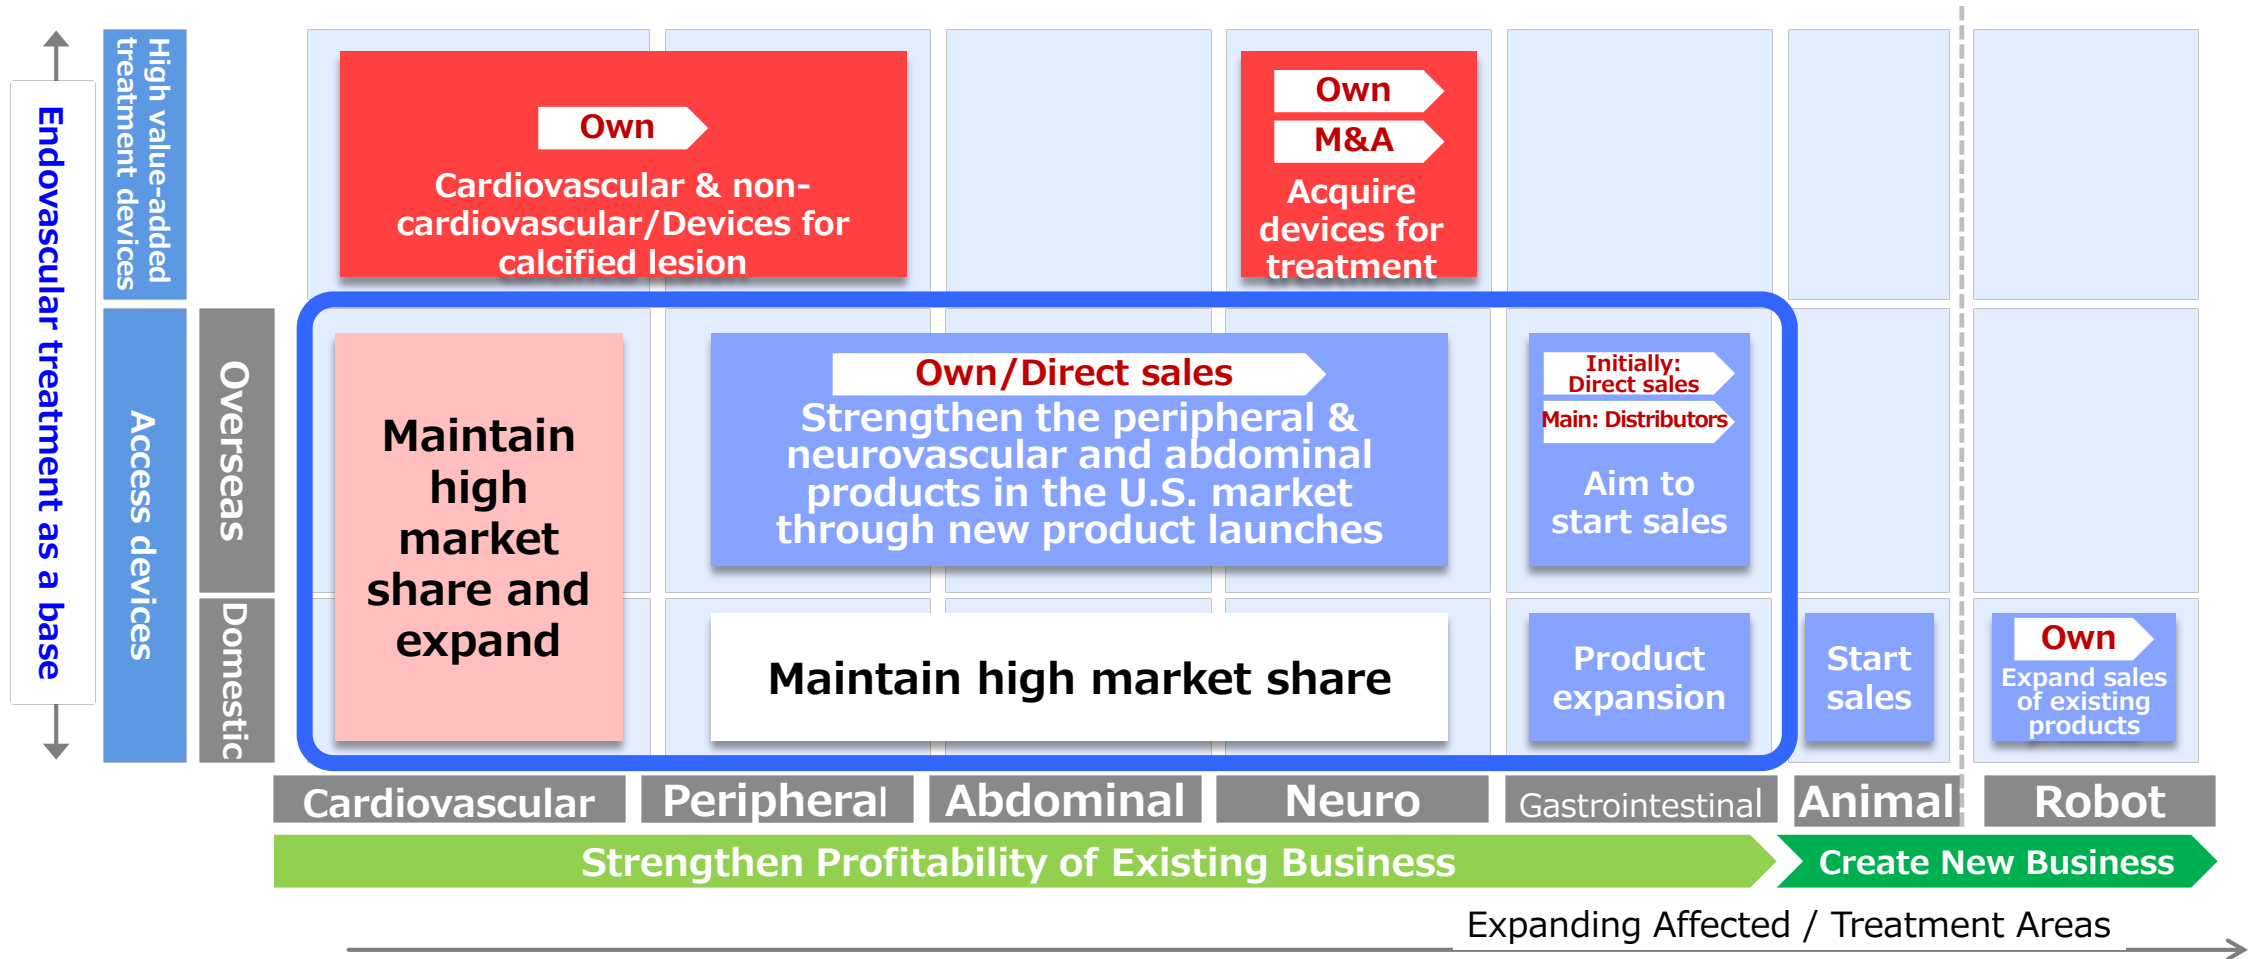 Endovascular treatment as a base
High value-added
treatment devices
Access devices
Overseas
Domestic
Own
Cardiovascular & non-
cardiovascular/Devices for
calcified lesion
Own
M&A
Acquire
devices for
treatment
Maintain
high
market
share and
expand
Own/Direct sales
Strengthen the peripheral &
neurovascular and abdominal
products in the U.S. market
through new product launches
Initially:
Direct sales
Main: Distributors
Aim to
start sales
Maintain high market share
Product
expansion
Start
sales
Own
Expand sales
of existing
products
Cardiovascular
Peripheral
Abdominal
Neuro
Gastrointestinal
Animal
Robot
Strengthen Profitability of Existing Business
Create New Business
Expanding Affected / Treatment Areas